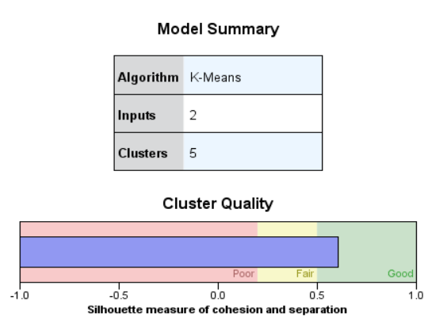 Model Summary
Algorithm K-Means
Inputs 2
Clusters 5
Cluster Quality
Poor Fair Good
-1.0 -0.5 0.0 0.5 1.0
Silhouette measure of cohesion and separation